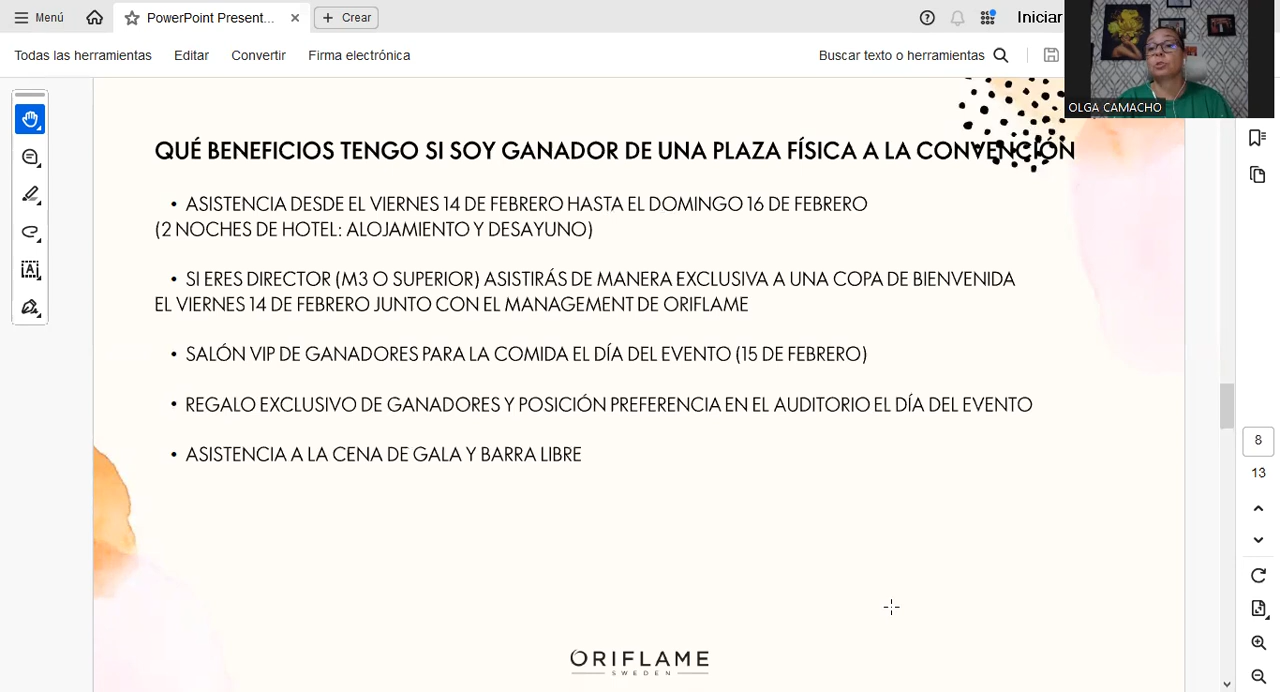 Menú
PowerPoint Present...
Crear
Iniciar
Todas las herramientas
Editar
Convertir
Firma electrónica
Buscar texto o herramientas
OLGA CAMACHO
QUÉ BENEFICIOS TENGO SI SOY GANADOR DE UNA PLAZA FÍSICA A LA CONVENCIÓN
• ASISTENCIA DESDE EL VIERNES 14 DE FEBRERO HASTA EL DOMINGO 16 DE FEBRERO
(2 NOCHES DE HOTEL: ALOJAMIENTO Y DESAYUNO)
• SI ERES DIRECTOR (M3 O SUPERIOR) ASISTIRÁS DE MANERA EXCLUSIVA A UNA COPA DE BIENVENIDA
EL VIERNES 14 DE FEBRERO JUNTO CON EL MANAGEMENT DE ORIFLAME
• SALÓN VIP DE GANADORES PARA LA COMIDA EL DÍA DEL EVENTO (15 DE FEBRERO)
• REGALO EXCLUSIVO DE GANADORES Y POSICIÓN PREFERENCIA EN EL AUDITORIO EL DÍA DEL EVENTO
• ASISTENCIA A LA CENA DE GALA Y BARRA LIBRE
8
13
ORIFLAME
SWEDEN